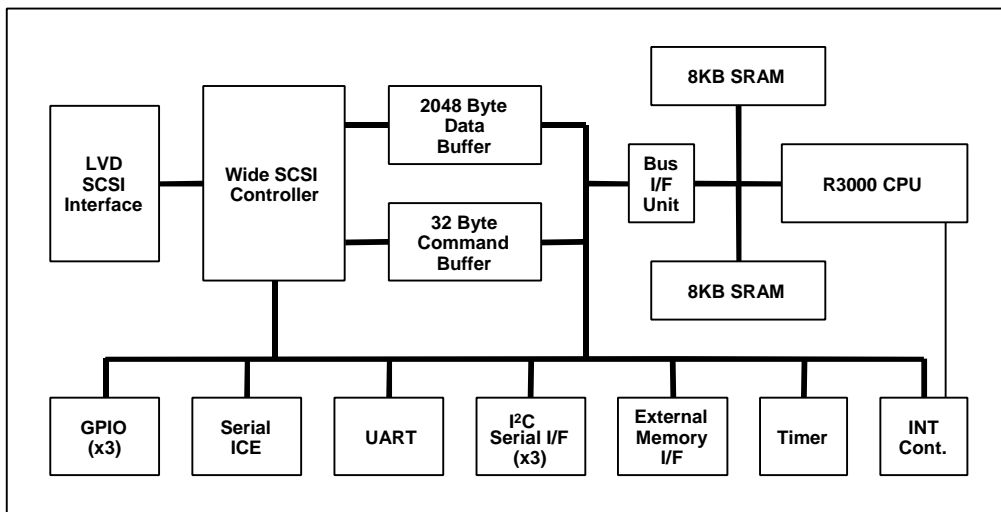 8KB SRAM
2048 Byte
Data
Buffer
LVD
SCSI
Interface
Wide SCSI
Controller
Bus
I/F
Unit
R3000 CPU
32 Byte
Command
Buffer
8KB SRAM
GPIO
(x3)
Serial
ICE
UART
I²C
Serial I/F
(x3)
External
Memory
I/F
Timer
INT
Cont.